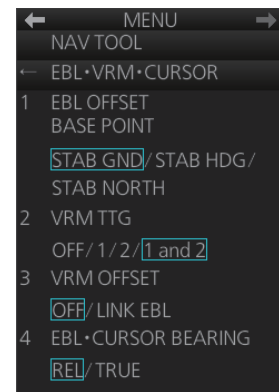 ← MENU →
NAV TOOL
← EBL•VRM•CURSOR
1 EBL OFFSET
BASE POINT
STAB GND/STAB HDG/
STAB NORTH
2 VRM TTG
OFF/1/2/1 and 2
3 VRM OFFSET
OFF/LINK EBL
4 EBL•CURSOR BEARING
REL/TRUE